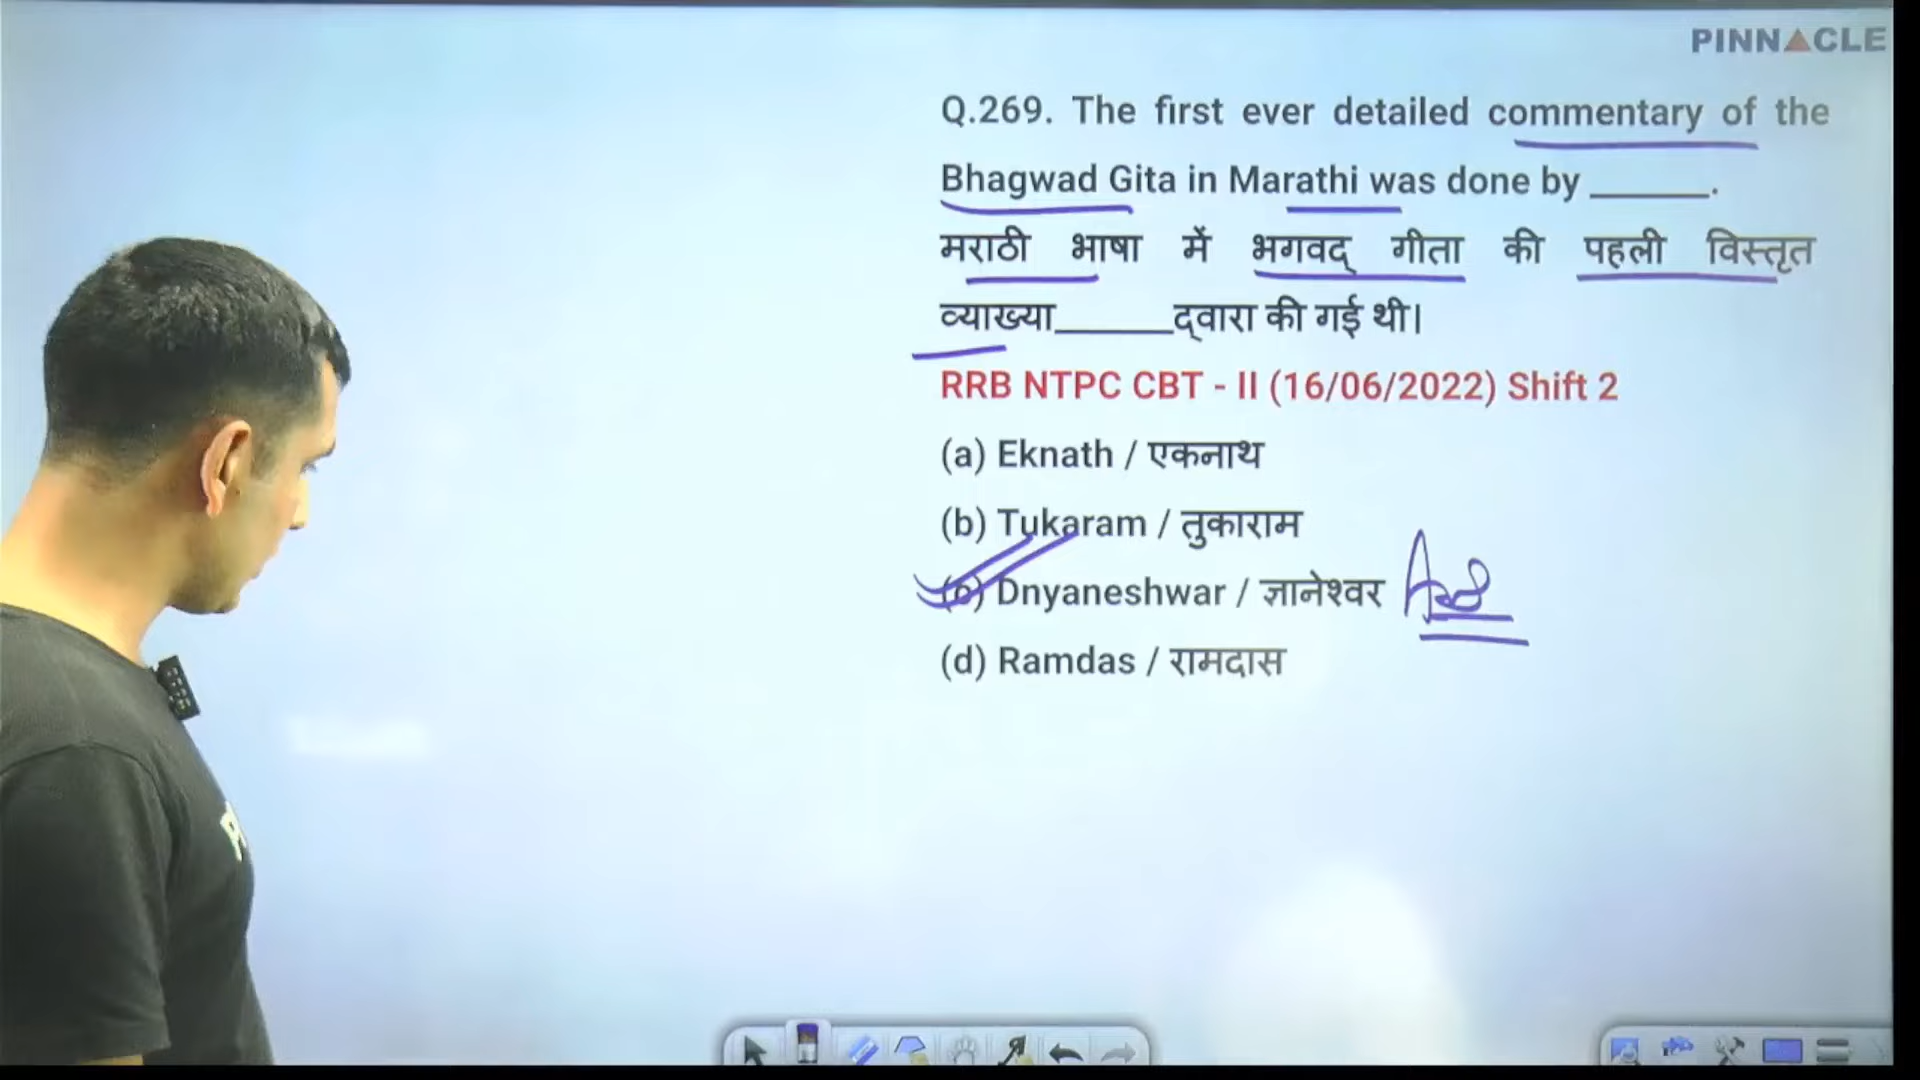 PINNACLE
Q.269. The first ever detailed commentary of the
Bhagwad Gita in Marathi was done by ______.
मराठी भाषा में भगवद् गीता की पहली विस्तृत
व्याख्या______द्वारा की गई थी।
RRB NTPC CBT - II (16/06/2022) Shift 2
(a) Eknath / एकनाथ
(b) Tukaram / तुकाराम
(c) Dnyaneshwar / ज्ञानेश्वर
(d) Ramdas / रामदास